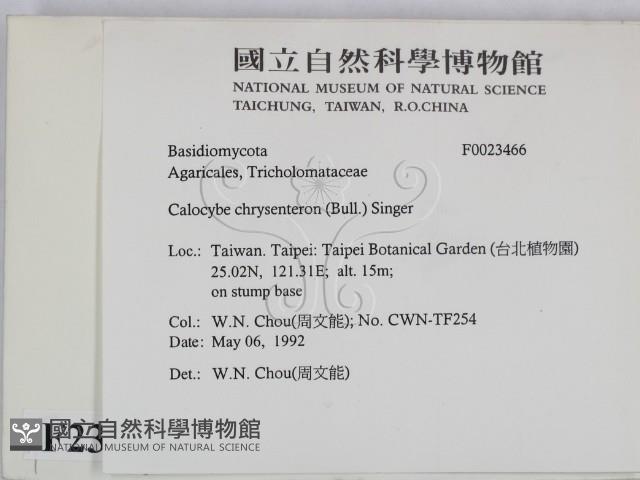 國立自然科學博物館
NATIONAL MUSEUM OF NATURAL SCIENCE
TAICHUNG, TAIWAN, R.O.CHINA
Basidiomycota F0023466
Agaricales, Tricholomataceae
Calocybe chrysenteron (Bull.) Singer
Loc.: Taiwan. Taipei: Taipei Botanical Garden (台北植物園)
25.02N, 121.31E; alt. 15m;
on stump base
Col.: W.N. Chou(周文能); No. CWN-TF254
Date: May 06, 1992
Det.: W.N. Chou(周文能)
F23
國立自然科學博物館
NATIONAL MUSEUM OF NATURAL SCIENCE